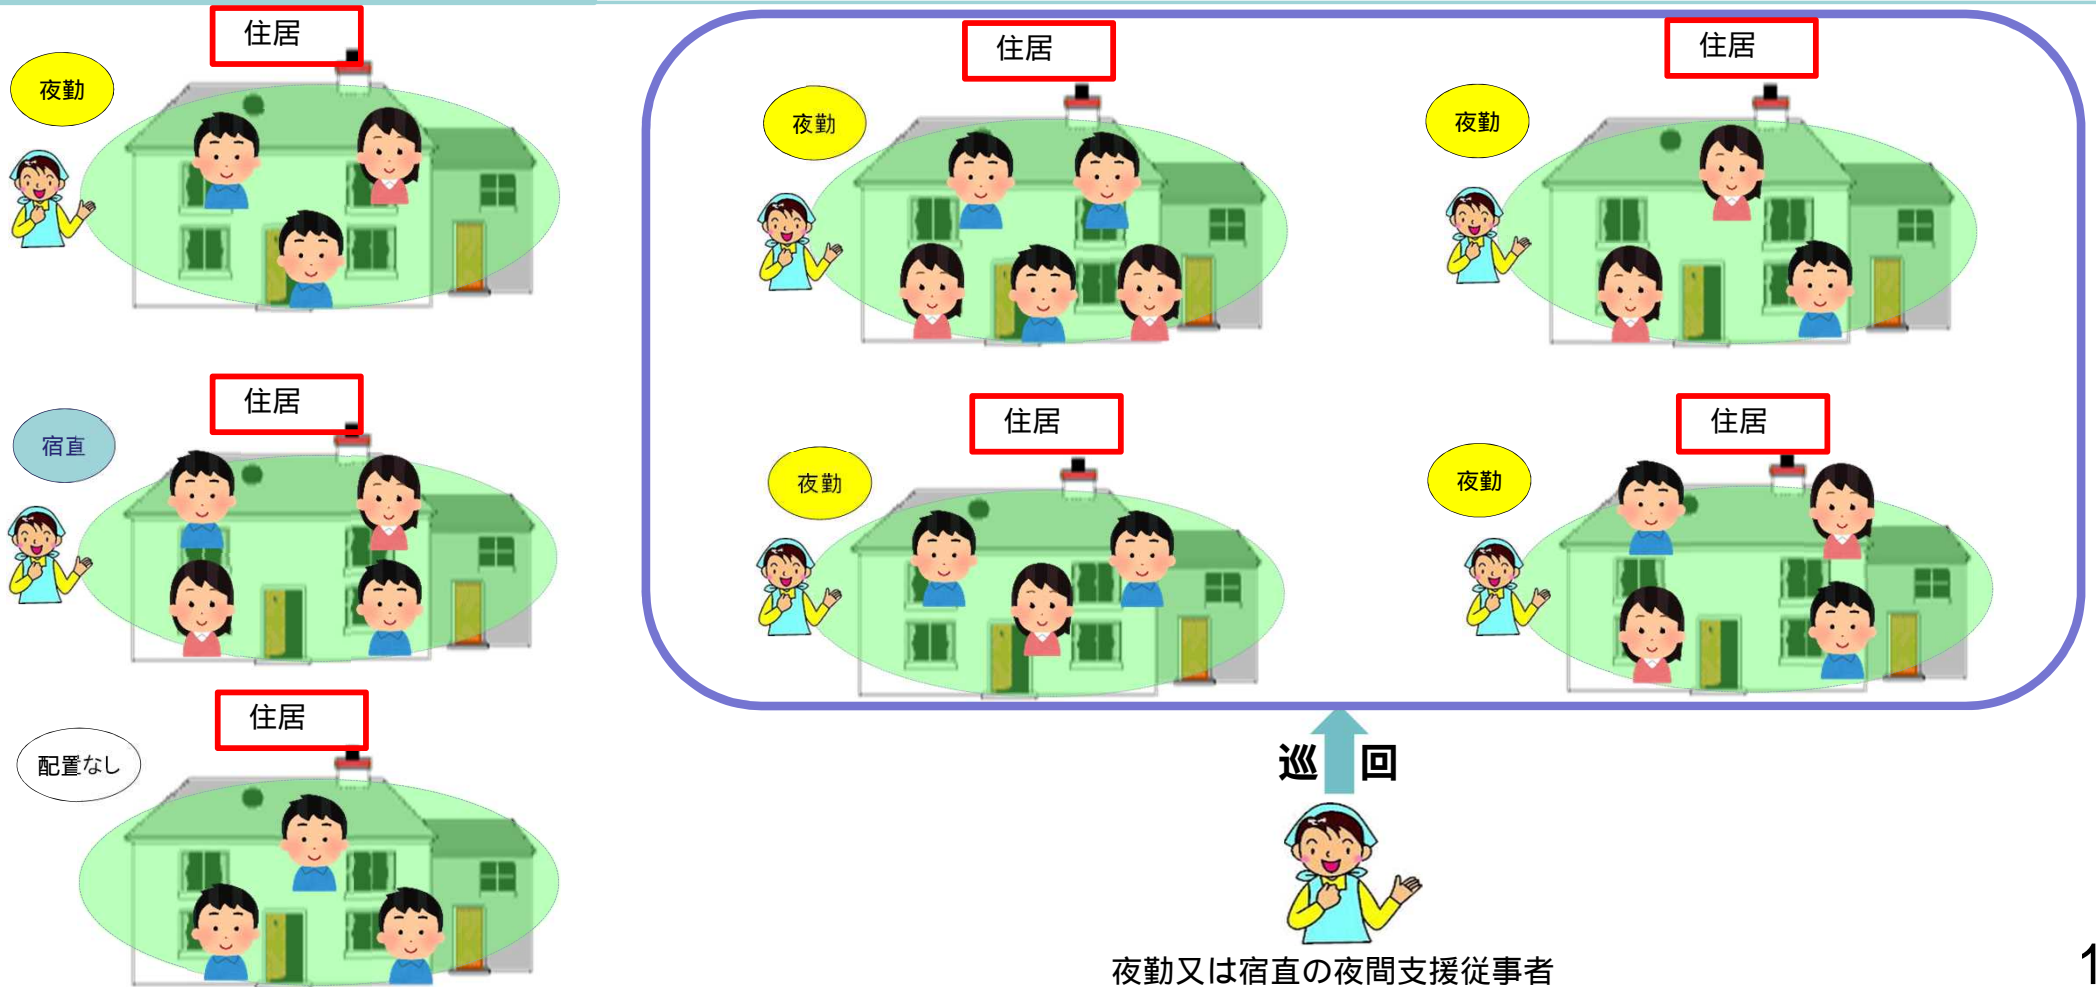 住居
夜勤
住居
宿直
住居
配置なし
住居
夜勤
住居
夜勤
住居
夜勤
住居
夜勤
巡 回
夜勤又は宿直の夜間支援従事者
1